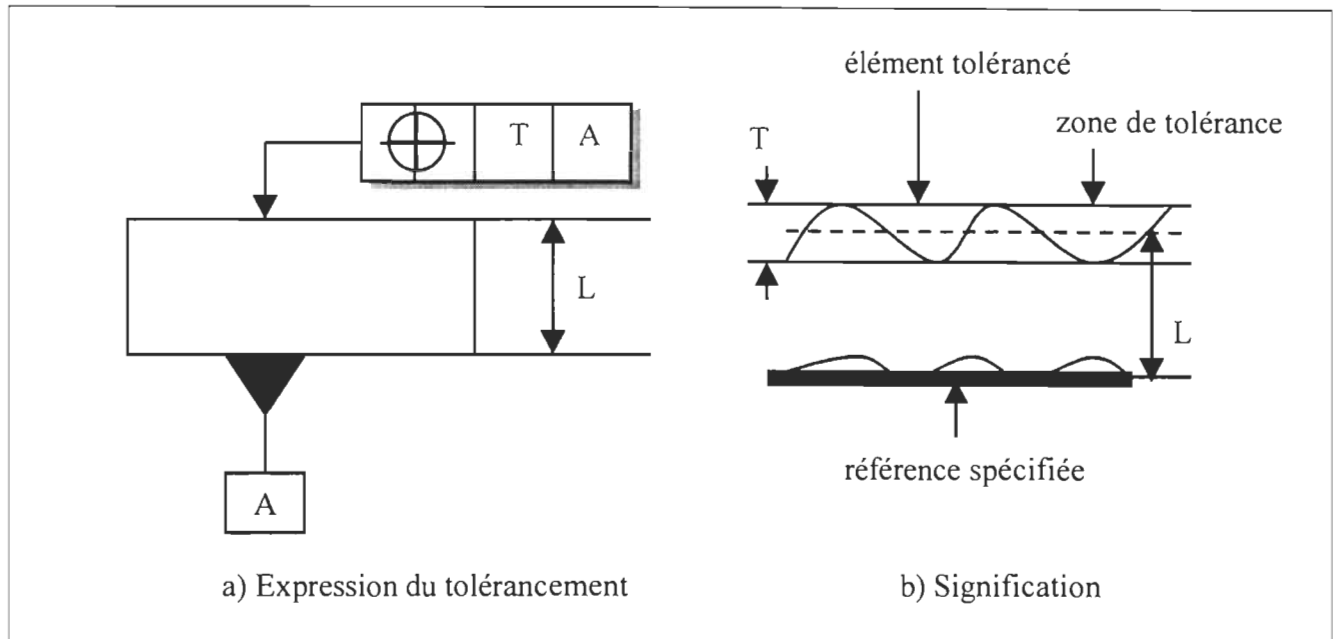 T A
L
A
a) Expression du tolérancement
élément tolérancé
zone de tolérance
T
L
référence spécifiée
b) Signification